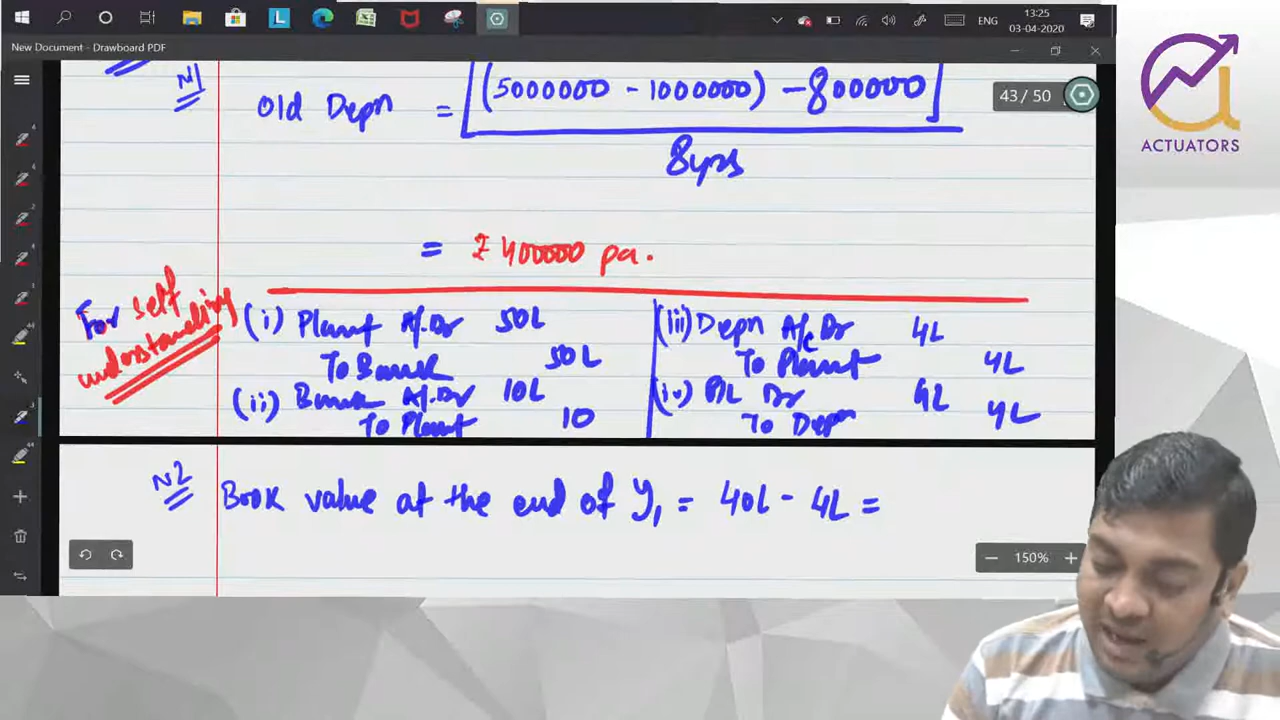 13:25
ENG
03-04-2020
New Document - Drawboard PDF
43 / 50
ACTUATORS
N1
Old Depn = [(5000000 - 1000000) - 800000]
8yrs
= ₹ 400000 pa.
For self understanding
(i) Plant A/. Dr 50L
To Bank 50L
(ii) Bank A/. Dr 10L
To Plant 10
(iii) Depn A/c Dr 4L
To Plant 4L
(iv) P/L Dr 4L
To Depn 4L
N2
Book value at the end of Y1 = 40L - 4L =
150%